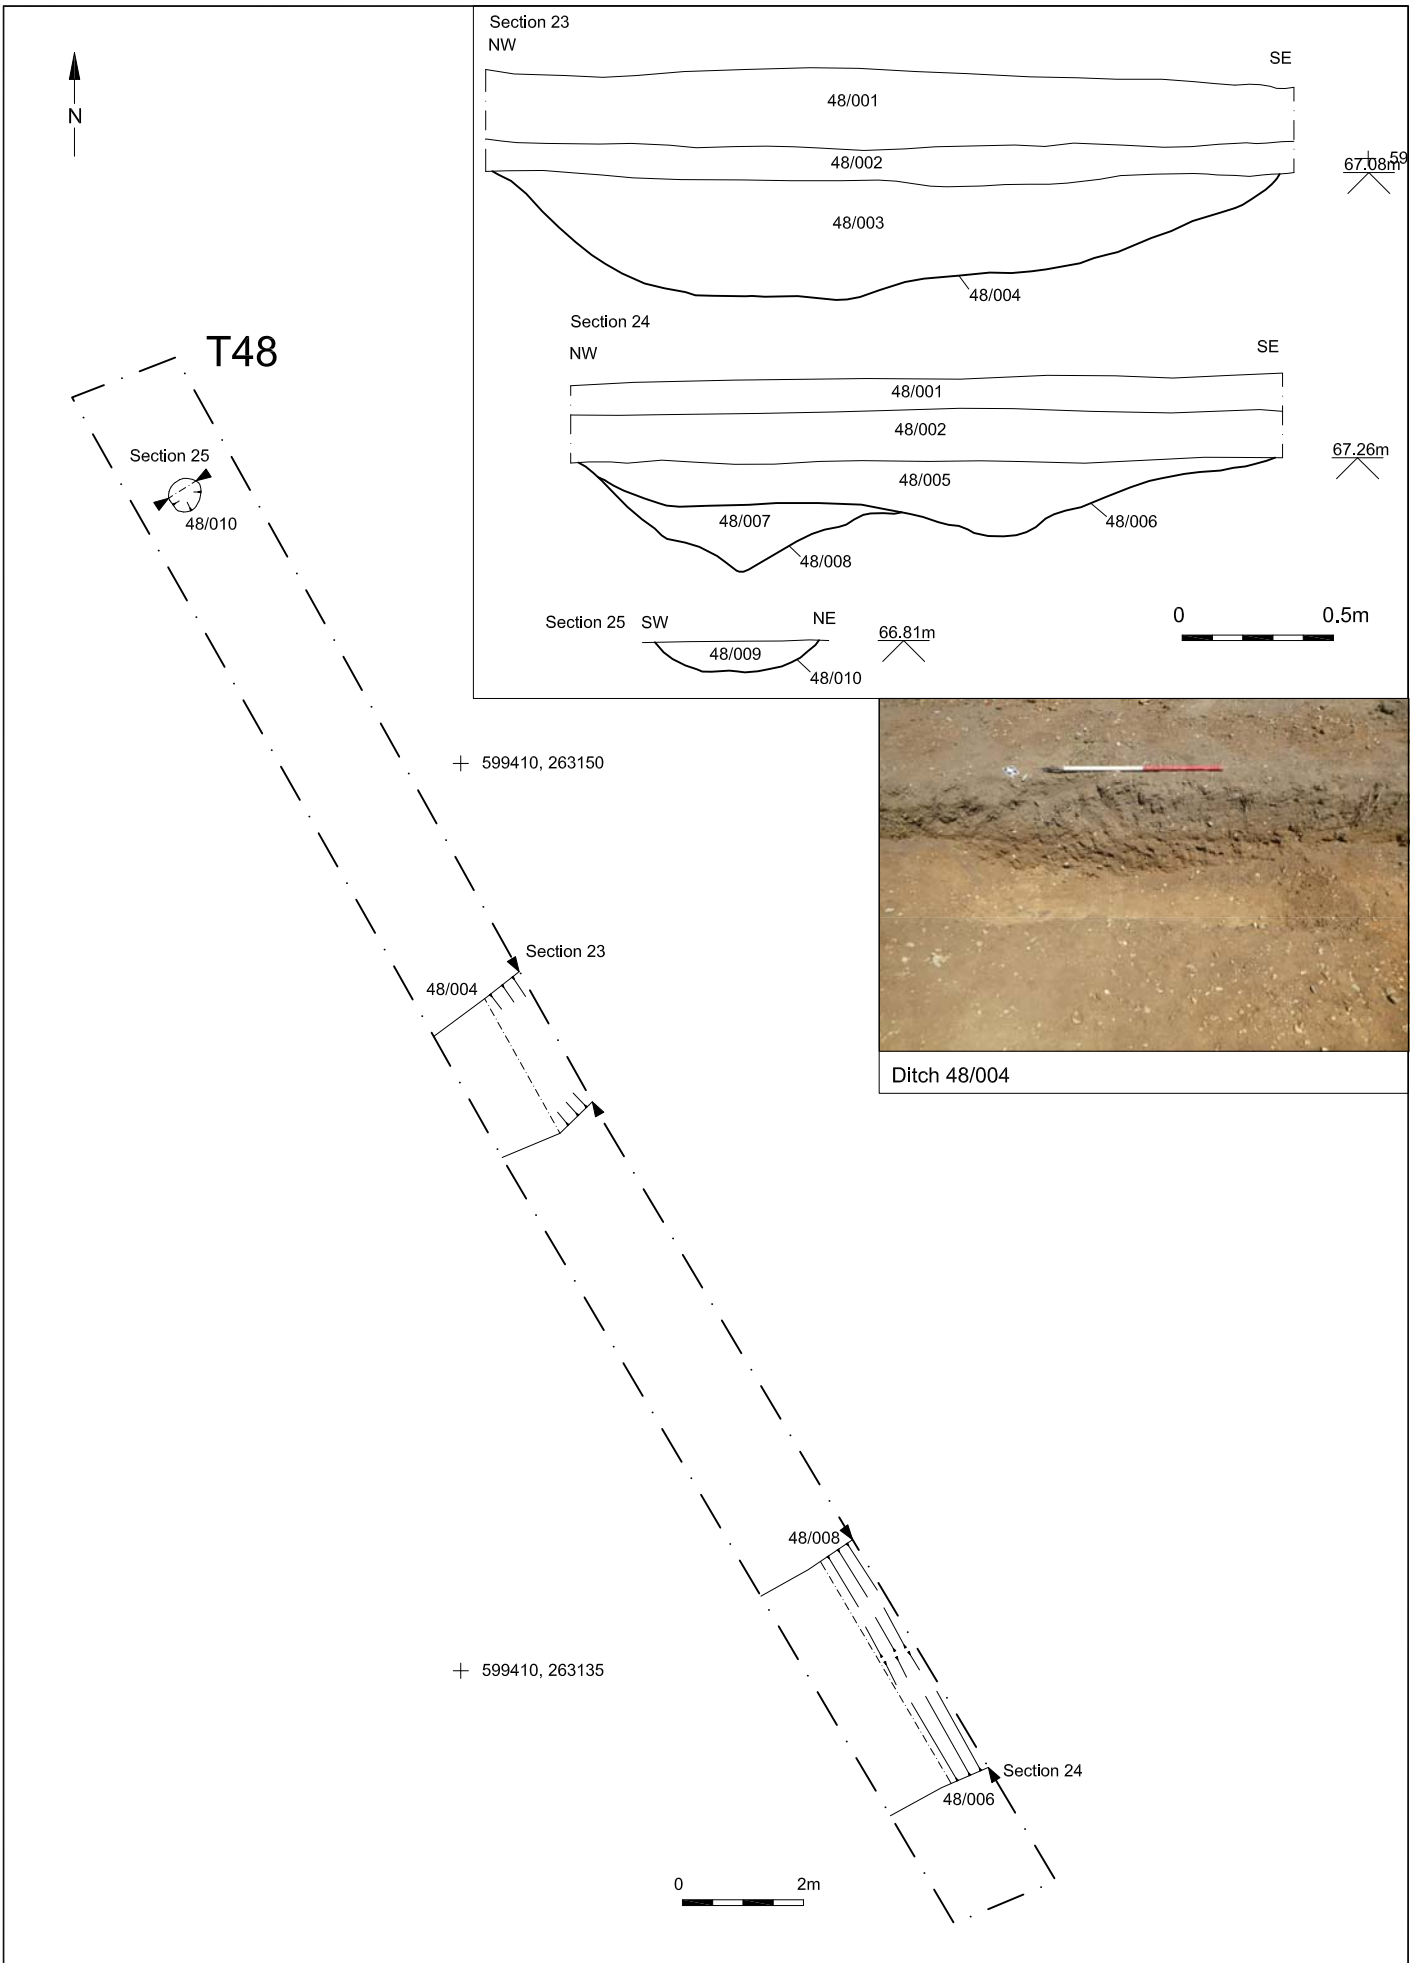 Section 23
NW
SE
48/001
48/002
67.08m
59
48/003
48/004
N
Section 24
NW
SE
48/001
48/002
67.26m
48/005
48/007
48/006
48/008
Section 25 SW
NE
66.81m
48/009
48/010
0 0.5m
T48
Section 25
48/010
599410, 263150
Section 23
48/004
Ditch 48/004
48/008
599410, 263135
Section 24
48/006
0 2m